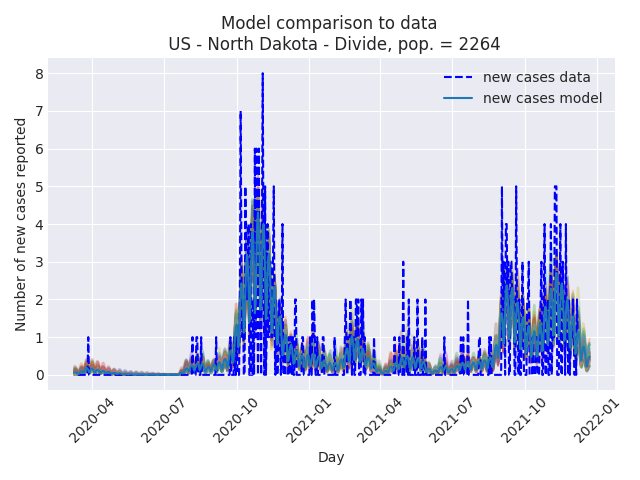 Model comparison to data
US - North Dakota - Divide, pop. = 2264
new cases data
new cases model
Number of new cases reported
8
7
6
5
4
3
2
1
0
2020-04
2020-07
2020-10
2021-01
2021-04
2021-07
2021-10
2022-01
Day